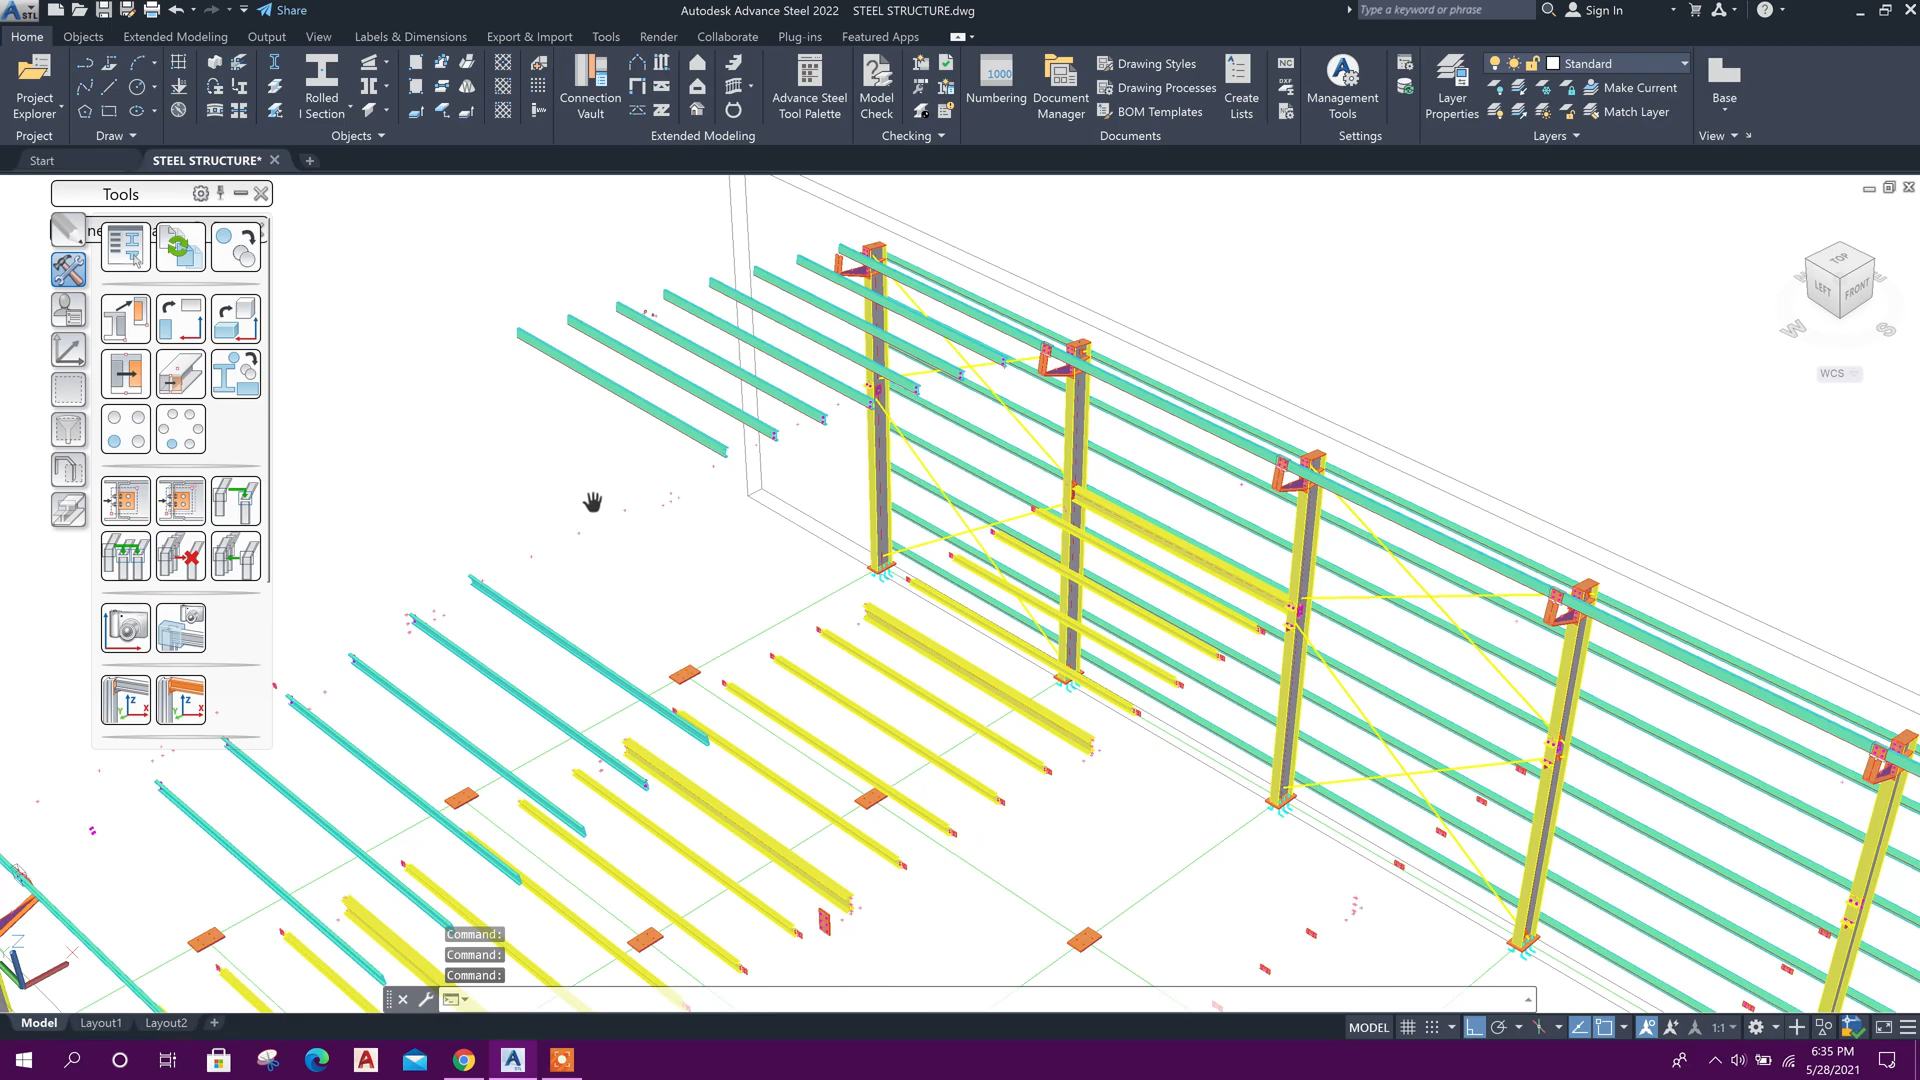 STL
Share
Autodesk Advance Steel 2022 STEEL STRUCTURE.dwg
Type a keyword or phrase
Sign In
Home Objects Extended Modeling Output View Labels & Dimensions Export & Import Tools Render Collaborate Plug-ins Featured Apps
Project Explorer
Rolled I Section
Connection Vault
Advance Steel Tool Palette
Model Check
1000
Numbering
Document Manager
Drawing Styles
Drawing Processes
BOM Templates
Create Lists
NC
DXF
Management Tools
Layer Properties
Standard
Make Current
Match Layer
Base
Project Draw Objects Extended Modeling Checking Documents Settings Layers View
Start STEEL STRUCTURE*
Tools
TOP
LEFT FRONT
W S
WCS
Z
X
Z
Y X
Z
Y X
Command:
Command:
Command:
Model Layout1 Layout2
MODEL
1:1
6:35 PM
5/28/2021